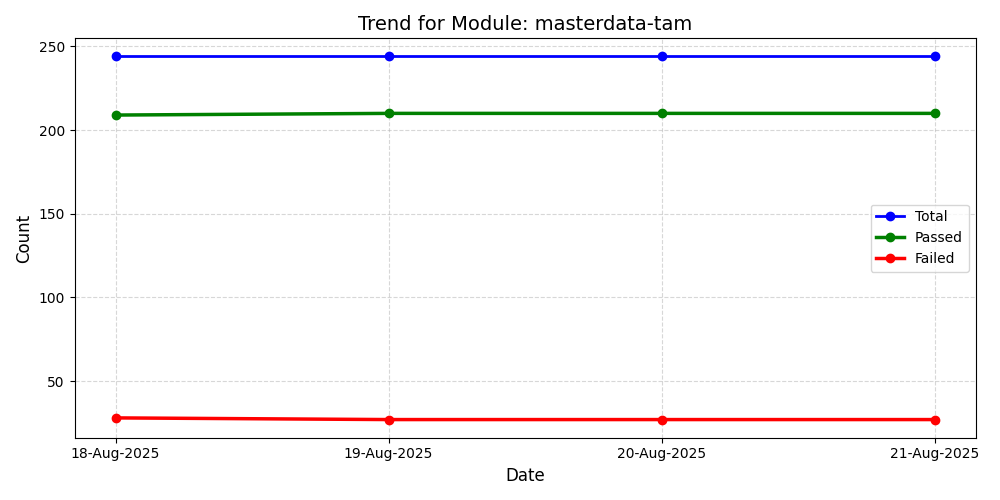 Trend for Module: masterdata-tam
250
200
150
100
50
Count
Total
Passed
Failed
18-Aug-2025
19-Aug-2025
20-Aug-2025
21-Aug-2025
Date